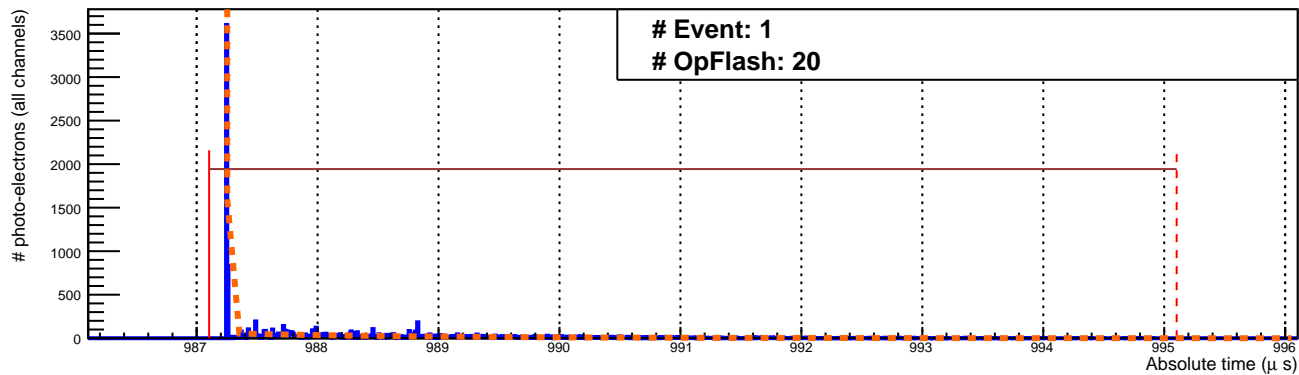 # Event: 1
# OpFlash: 20
# photo-electrons (all channels)
3500
3000
2500
2000
1500
1000
500
0
987 988 989 990 991 992 993 994 995 996
Absolute time (μ s)